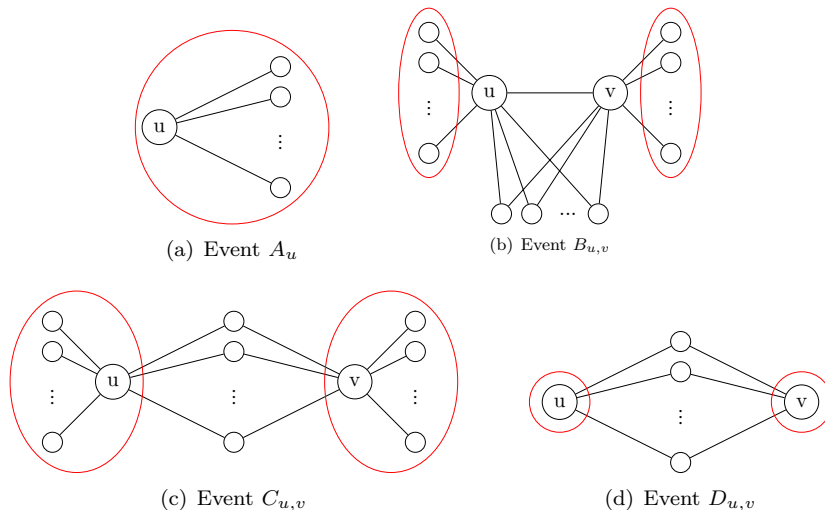 u
⋮
(a) Event A_u
⋮
u
v
⋮
...
(b) Event B_{u,v}
⋮
u
⋮
v
⋮
(c) Event C_{u,v}
u
⋮
v
(d) Event D_{u,v}